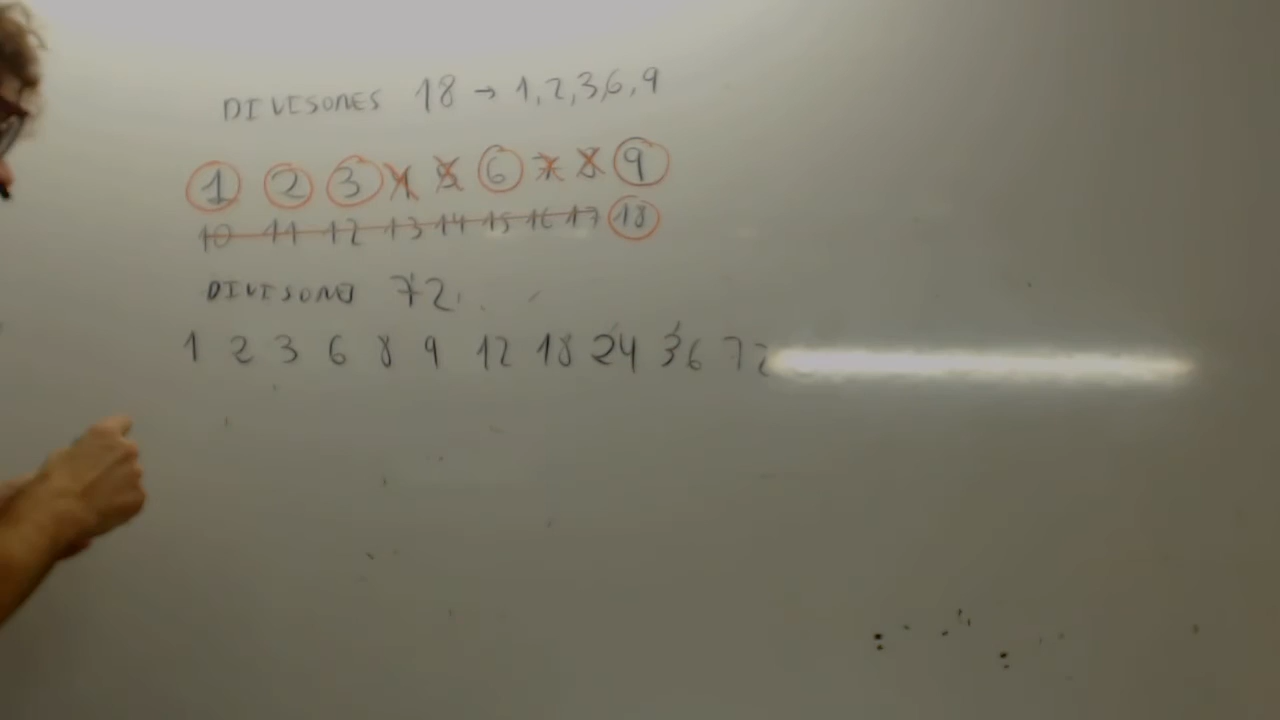 DIVISORES 18 → 1, 2, 3, 6, 9
1 2 3 4 5 6 7 8 9
10 11 12 13 14 15 16 17 18
DIVISORES 72
1 2 3 6 8 9 12 18 24 36 72